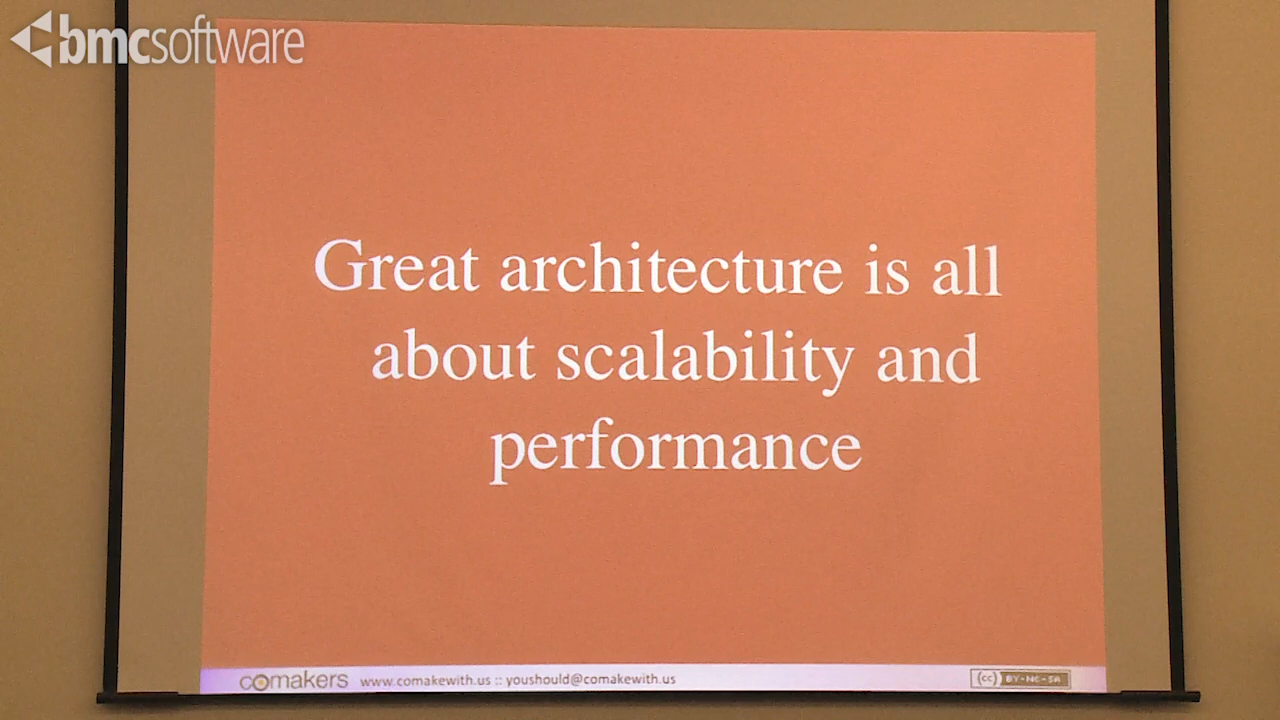 bmcsoftware
Great architecture is all
about scalability and
performance
comakers www.comakewith.us :: youshould@comakewith.us
(cc) BY-NC-SA